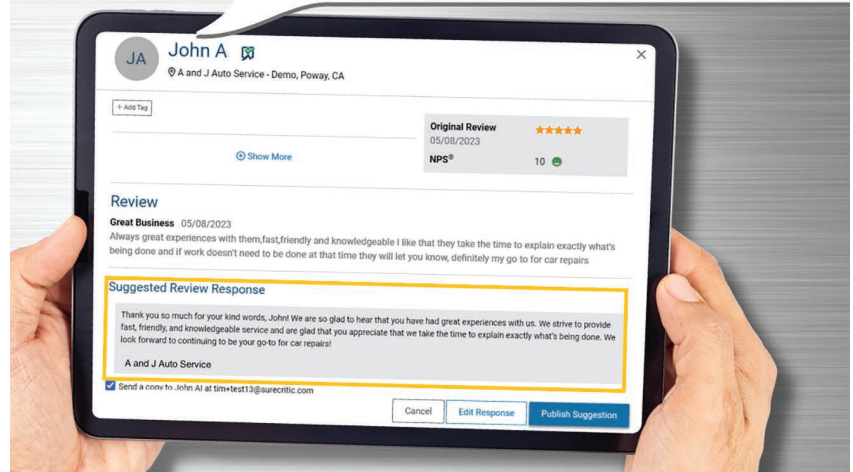 JA
John A
A and J Auto Service - Demo, Poway, CA
+ Add Tag
Original Review
05/08/2023
NPS®
10
Show More
Review
Great Business 05/08/2023
Always great experiences with them,fast,friendly and knowledgeable I like that they take the time to explain exactly what's
being done and if work doesn't need to be done at that time they will let you know, definitely my go to for car repairs
Suggested Review Response
Thank you so much for your kind words, John! We are so glad to hear that you have had great experiences with us. We strive to provide
fast, friendly, and knowledgeable service and are glad that you appreciate that we take the time to explain exactly what's being done. We
look forward to continuing to be your go-to for car repairs!
A and J Auto Service
Send a copy to John Al at tim+test13@surecritic.com
Cancel
Edit Response
Publish Suggestion